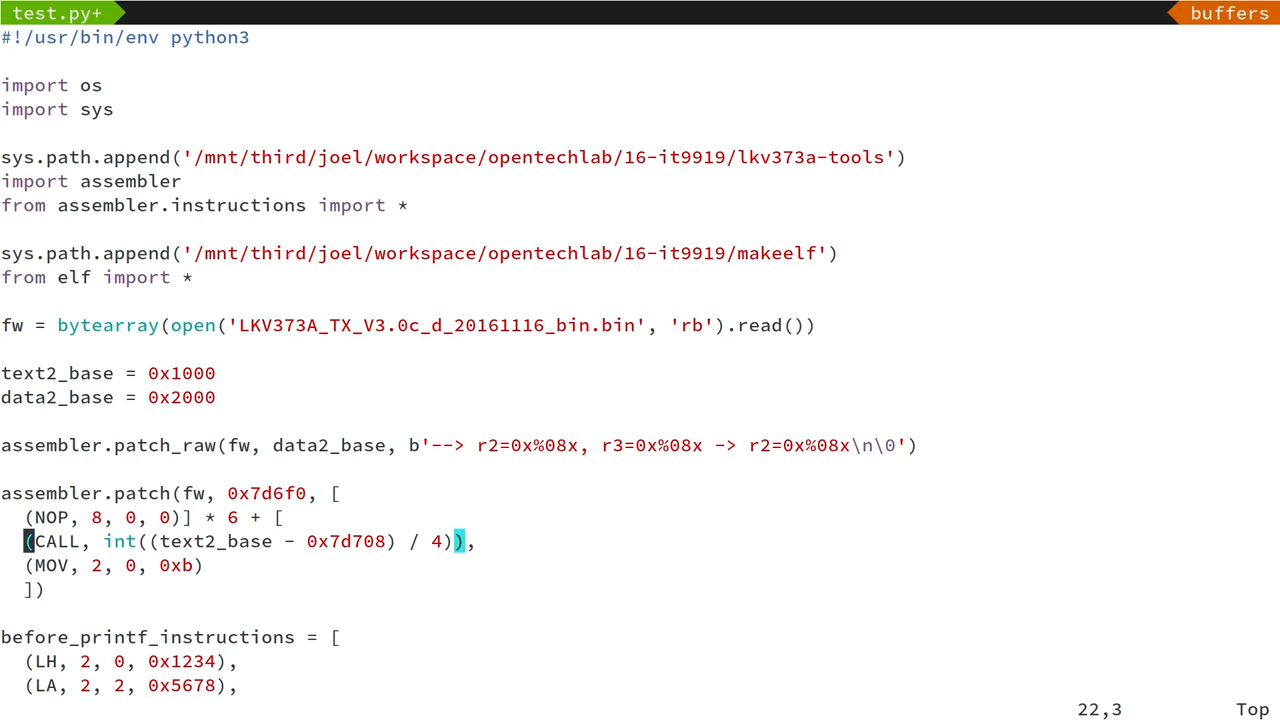 test.py+ buffers
#!/usr/bin/env python3
import os
import sys
sys.path.append('/mnt/third/joel/workspace/opentechlab/16-it9919/lkv373a-tools')
import assembler
from assembler.instructions import *
sys.path.append('/mnt/third/joel/workspace/opentechlab/16-it9919/makeelf')
from elf import *
fw = bytearray(open('LKV373A_TX_V3.0c_d_20161116_bin.bin', 'rb').read())
text2_base = 0x1000
data2_base = 0x2000
assembler.patch_raw(fw, data2_base, b'--> r2=0x%08x, r3=0x%08x -> r2=0x%08x\n\0')
assembler.patch(fw, 0x7d6f0, [
  (NOP, 8, 0, 0)] * 6 + [
  (CALL, int((text2_base - 0x7d708) / 4)),
  (MOV, 2, 0, 0xb)
  ])
before_printf_instructions = [
  (LH, 2, 0, 0x1234),
  (LA, 2, 2, 0x5678),
22,3 Top